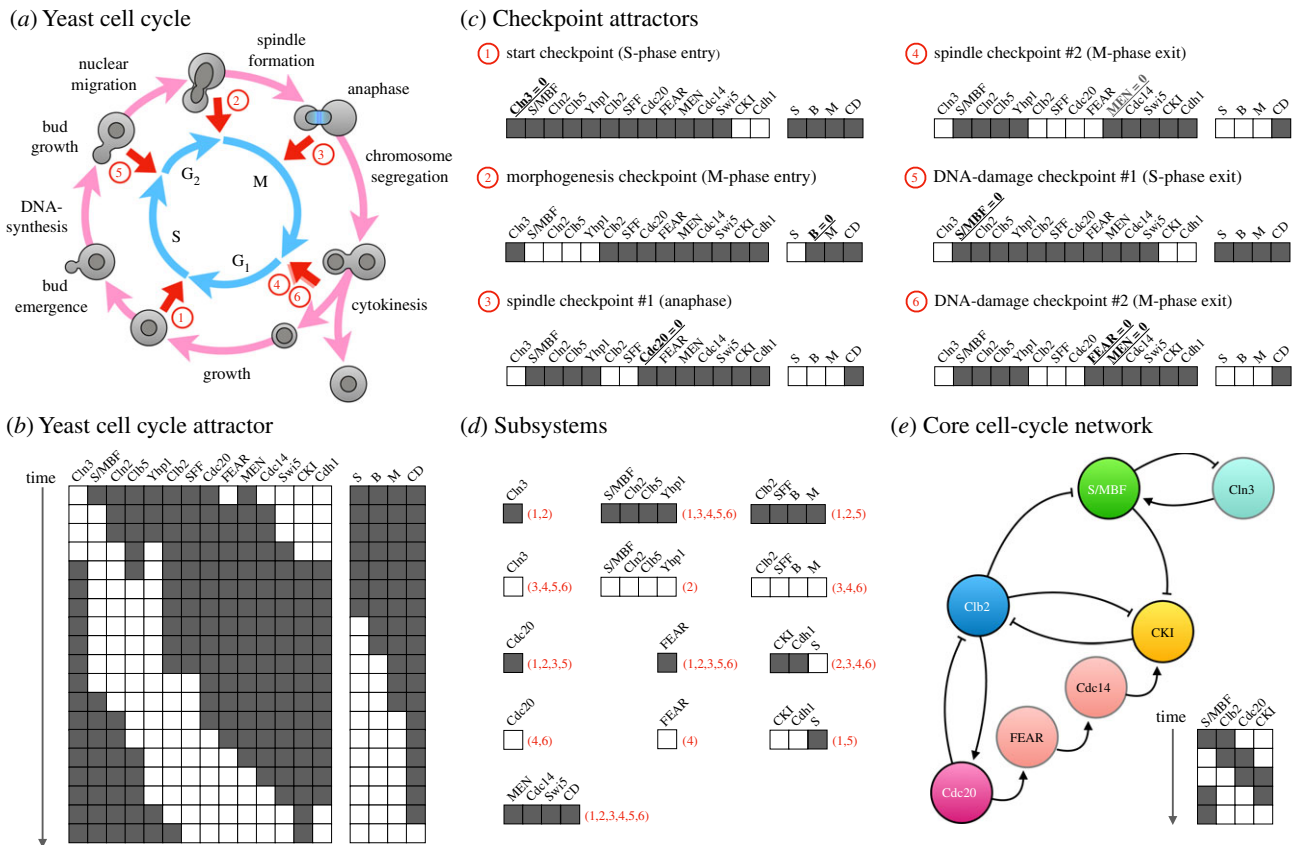 (a) Yeast cell cycle
spindle
formation
nuclear
migration
anaphase
2
3
bud
growth
5
G2
M
chromosome
segregation
DNA-
synthesis
S
G1
4
6
bud
emergence
1
cytokinesis
growth
(b) Yeast cell cycle attractor
time
Cln3 S/MBF Cln2 Clb5 Yhp1 Clb2 SFF Cdc20 FEAR MEN Cdc14 Swi5 CKI Cdh1 S B M CD
(c) Checkpoint attractors
1 start checkpoint (S-phase entry)
Cln3 = 0 S/MBF Cln2 Clb5 Yhp1 Clb2 SFF Cdc20 FEAR MEN Cdc14 Swi5 CKI Cdh1 S B M CD
2 morphogenesis checkpoint (M-phase entry)
Cln3 S/MBF Cln2 Clb5 Yhp1 Clb2 SFF Cdc20 FEAR MEN Cdc14 Swi5 CKI Cdh1 S B = 0 M CD
3 spindle checkpoint #1 (anaphase)
Cln3 S/MBF Cln2 Clb5 Yhp1 Clb2 SFF Cdc20 = 0 FEAR MEN Cdc14 Swi5 CKI Cdh1 S B M CD
4 spindle checkpoint #2 (M-phase exit)
Cln3 S/MBF Cln2 Clb5 Yhp1 Clb2 SFF Cdc20 FEAR MEN = 0 Cdc14 Swi5 CKI Cdh1 S B M CD
5 DNA-damage checkpoint #1 (S-phase exit)
Cln3 S/MBF = 0 Cln2 Clb5 Yhp1 Clb2 SFF Cdc20 FEAR MEN Cdc14 Swi5 CKI Cdh1 S B M CD
6 DNA-damage checkpoint #2 (M-phase exit)
Cln3 S/MBF Cln2 Clb5 Yhp1 Clb2 SFF Cdc20 FEAR = 0 MEN = 0 Cdc14 Swi5 CKI Cdh1 S B M CD
(d) Subsystems
Cln3 S/MBF Cln2 Clb5 Yhp1 Clb2 SFF B M
(1,2) (1,3,4,5,6) (1,2,5)
Cln3 S/MBF Cln2 Clb5 Yhp1 Clb2 SFF B M
(3,4,5,6) (2) (3,4,6)
Cdc20 FEAR CKI Cdh1 S
(1,2,3,5) (1,2,3,5,6) (2,3,4,6)
Cdc20 FEAR CKI Cdh1 S
(4,6) (4) (1,5)
MEN Cdc14 Swi5 CD
(1,2,3,4,5,6)
(e) Core cell-cycle network
S/MBF
Cln3
Clb2
CKI
Cdc14
FEAR
Cdc20
time
S/MBF Clb2 Cdc20 CKI